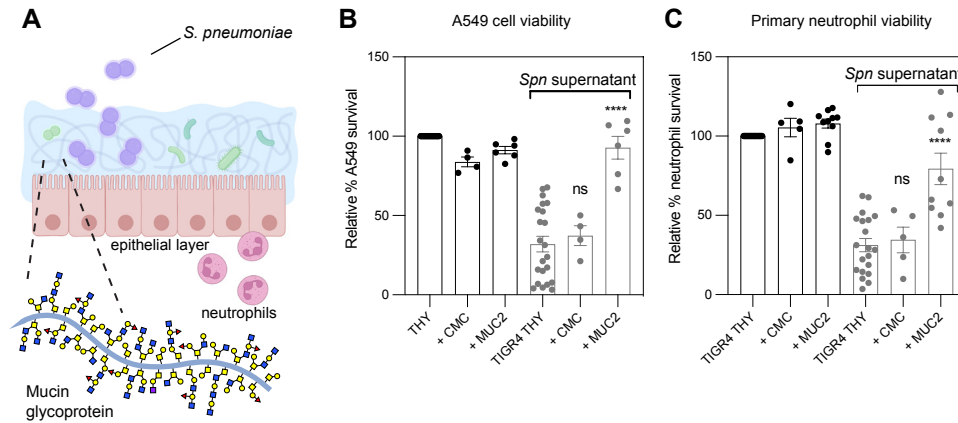 A
S. pneumoniae
epithelial layer
neutrophils
Mucin
glycoprotein
B
A549 cell viability
Relative % A549 survival
150
100
50
0
Spn supernatant
****
ns
THY
+ CMC
+ MUC2
TIGR4 THY
+ CMC
+ MUC2
C
Primary neutrophil viability
Relative % neutrophil survival
150
100
50
0
Spn supernatant
****
ns
TIGR4 THY
+ CMC
+ MUC2
TIGR4 THY
+ CMC
+ MUC2